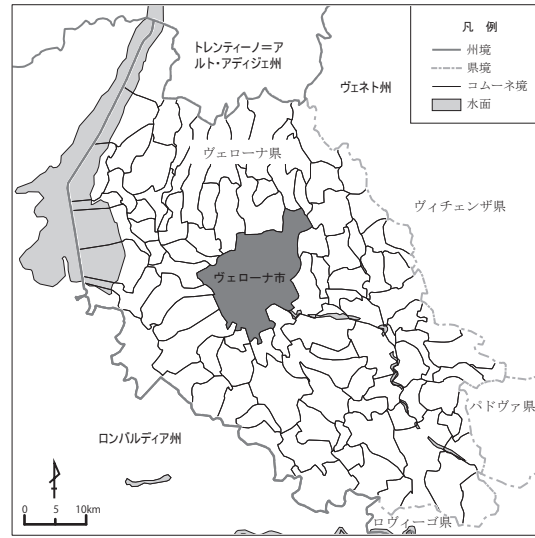 トレンティーノ=ア
ルト・アディジェ州
ヴェネト州
凡 例
州境
県境
コムーネ境
水面
ヴェローナ県
ヴィチェンザ県
ヴェローナ市
パドヴァ県
ロンバルディア州
0 5 10km
ロヴィーゴ県